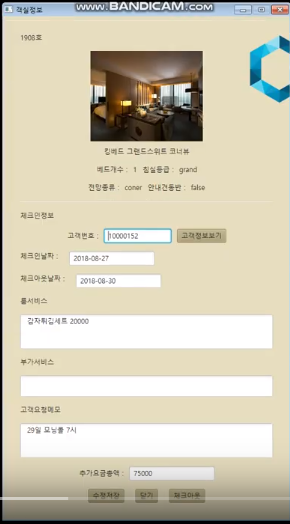 www.BANDICAM.com
객실정보
1908호
킹베드 그랜드스위트 코너뷰
베드개수 : 1 침실등급 : grand
전망종류 : coner 안내견동반 : false
체크인정보
고객번호 : 10000152 고객정보보기
체크인날짜 : 2018-08-27
체크아웃날짜 : 2018-08-30
룸서비스
감자튀김세트 20000
부가서비스
고객요청메모
29일 모닝콜 7시
추가요금총액 : 75000
수정저장 닫기 체크아웃